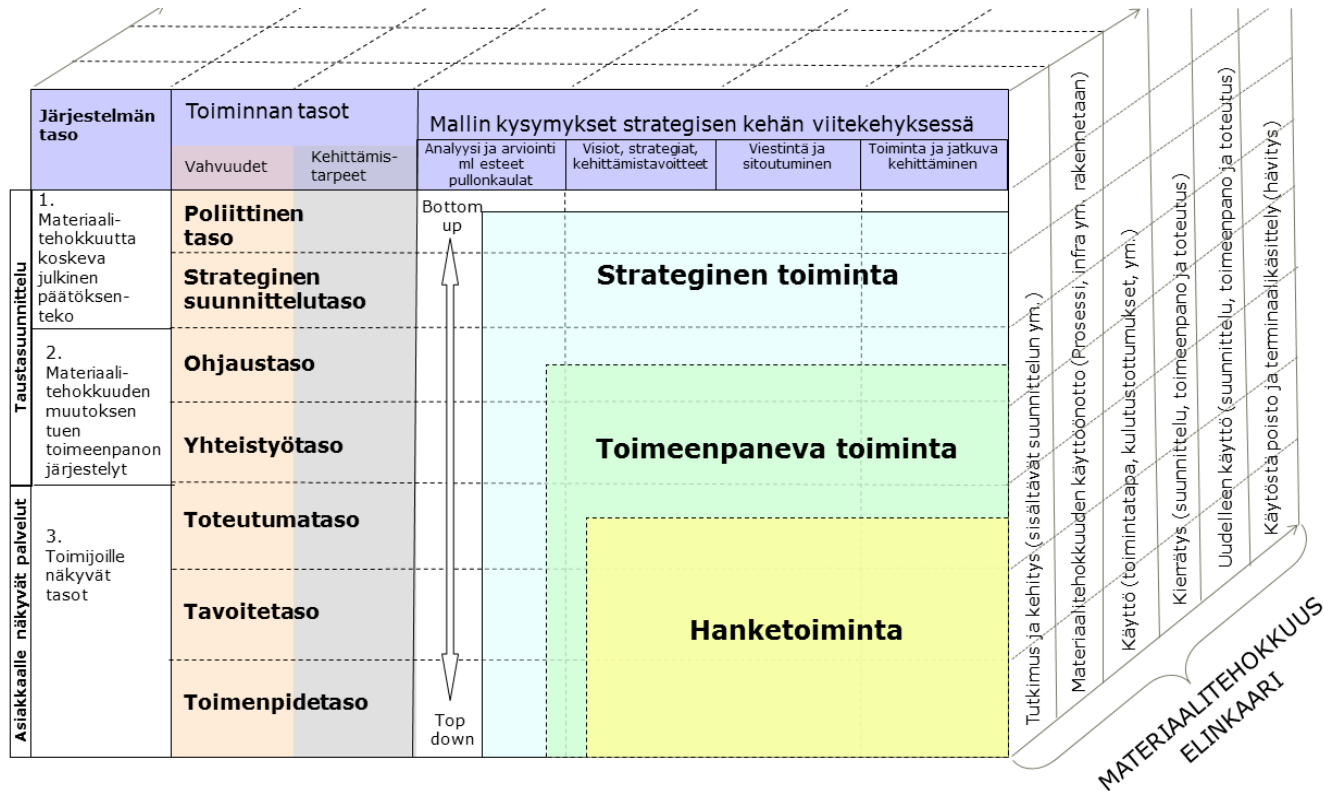 Järjestelmän
taso
Toiminnan tasot
Vahvuudet
Kehittämis-
tarpeet
Mallin kysymykset strategisen kehän viitekehyksessä
Analyysi ja arviointi
ml esteet
pullonkaulat
Visiot, strategiat,
kehittämistavoitteet
Viestintä ja
sitoutuminen
Toiminta ja jatkuva
kehittäminen
Taustasuunnittelu
1.
Materiaali-
tehokkuutta
koskeva
julkinen
päätöksen-
teko
2.
Materiaali-
tehokkuuden
muutoksen
tuen
toimeenpanon
järjestelyt
Asiakkaalle näkyvät palvelut
3.
Toimijoille
näkyvät
tasot
Poliittinen
taso
Strateginen
suunnittelutaso
Ohjaustaso
Yhteistyötaso
Toteutumataso
Tavoitetaso
Toimenpidetaso
Bottom
up
Top
down
Strateginen toiminta
Toimeenpaneva toiminta
Hanketoiminta
Tutkimus ja kehitys (sisältävät suunnittelun ym.)
Materiaalitehokkuuden käyttöönotto (Prosessi, infra ym. rakennetaan)
Käyttö (toimintatapa, kulutustottumukset, ym.)
Kierrätys (suunnittelu, toimeenpano ja toteutus)
Uudelleen käyttö (suunnittelu, toimeenpano ja toteutus)
Käytöstä poisto ja terminaalikäsittely (hävitys)
MATERIAALITEHOKKUUS
ELINKAARI